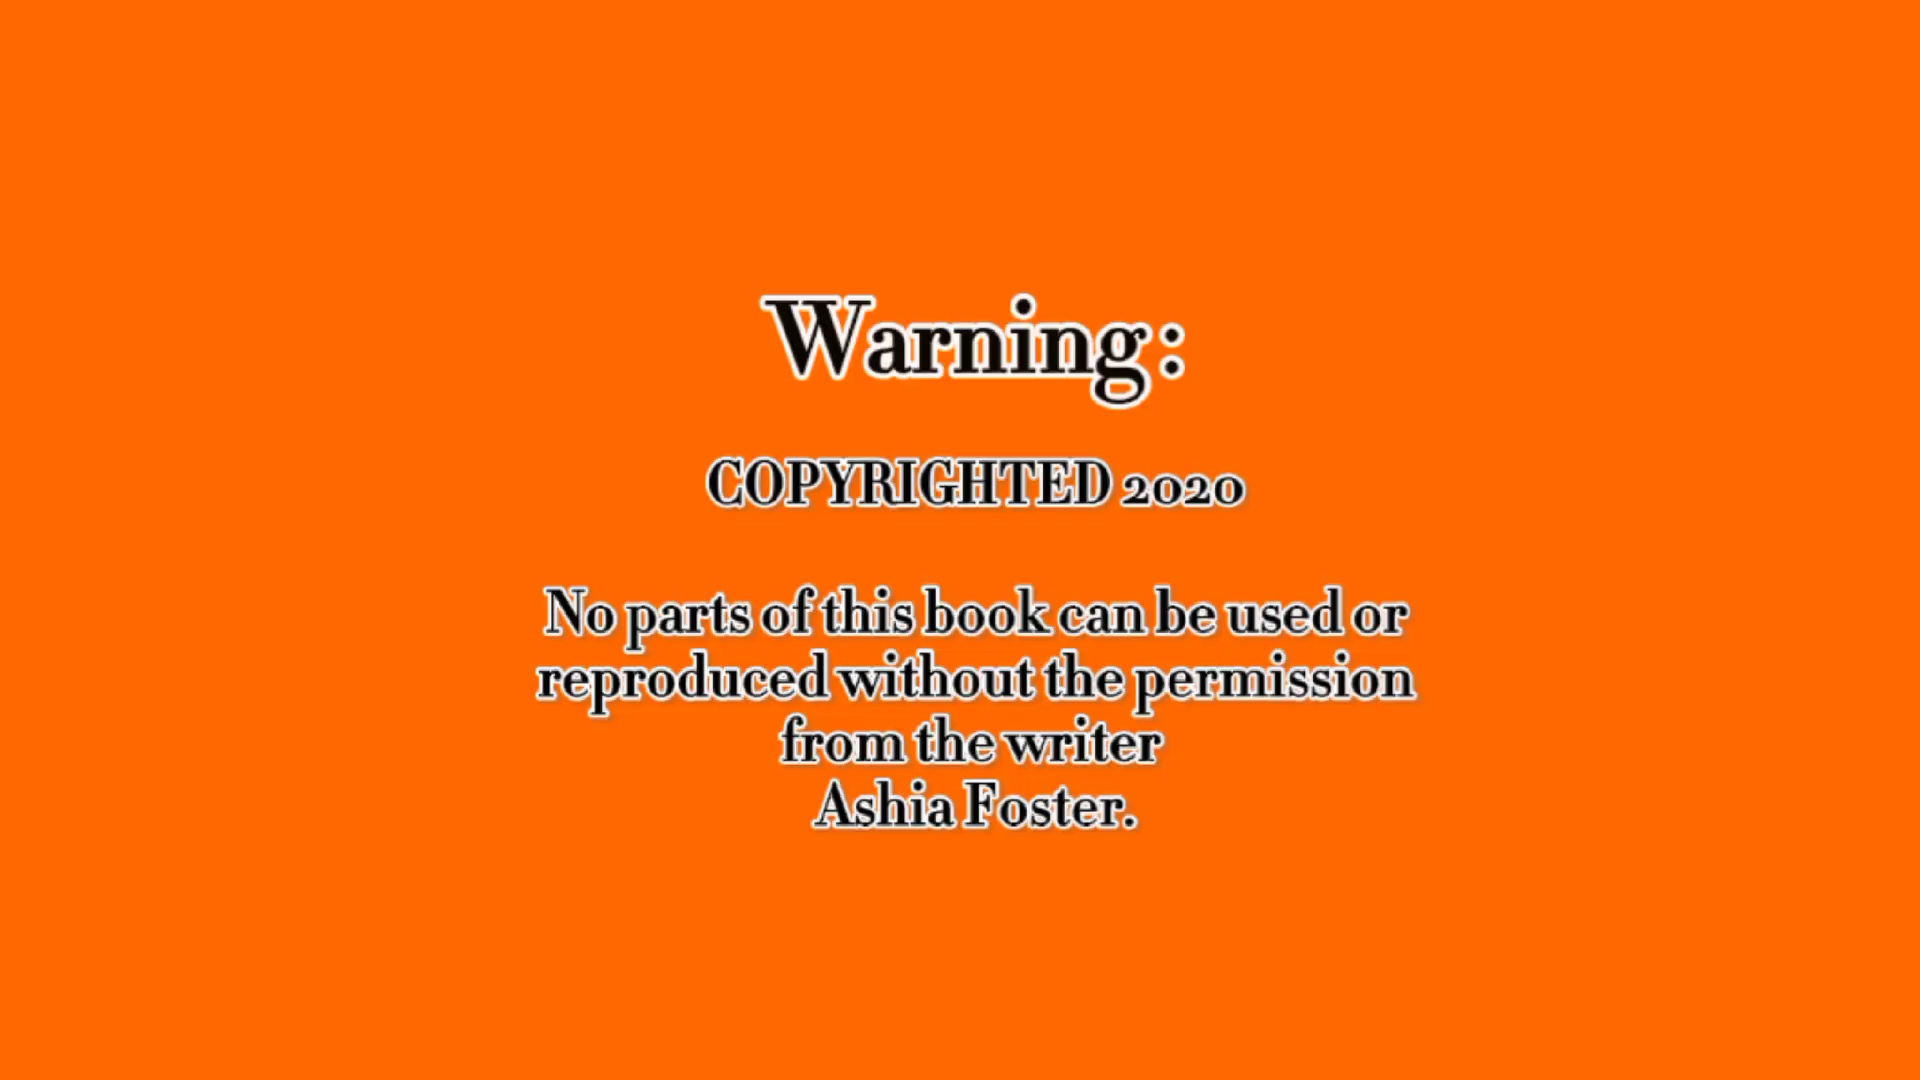 Warning:
COPYRIGHTED 2020
No parts of this book can be used or
reproduced without the permission
from the writer
Ashia Foster.